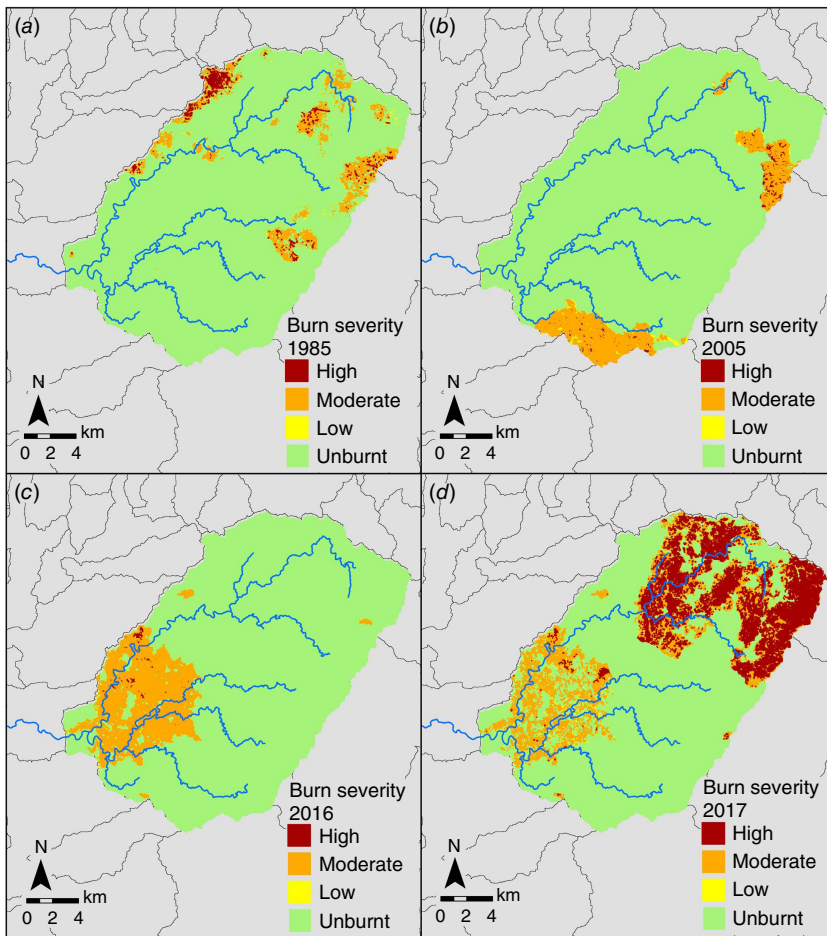 (a)
Burn severity
1985
High
Moderate
Low
Unburnt
N
km
0 2 4
(b)
Burn severity
2005
High
Moderate
Low
Unburnt
N
km
0 2 4
(c)
Burn severity
2016
High
Moderate
Low
Unburnt
N
km
0 2 4
(d)
Burn severity
2017
High
Moderate
Low
Unburnt
N
km
0 2 4